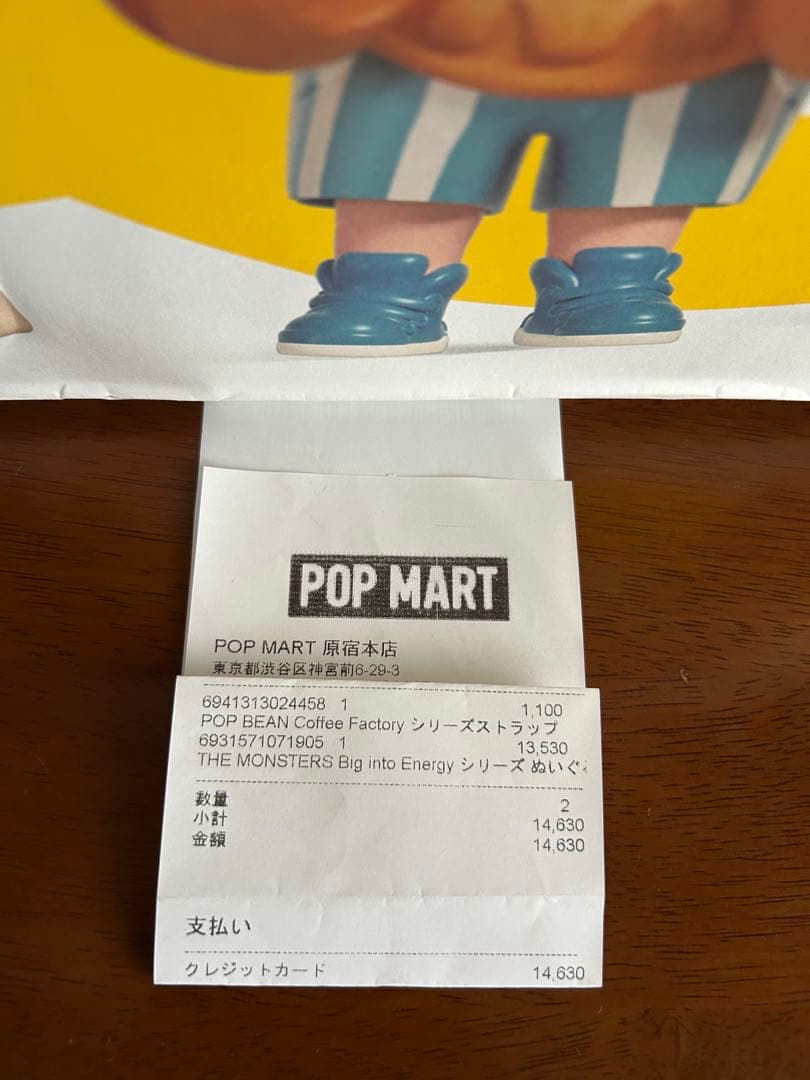 POP MART
POP MART 原宿本店
東京都渋谷区神宮前6-29-3
6941313024458 1 1,100
POP BEAN Coffee Factory シリーズストラップ
6931571071905 1 13,530
THE MONSTERS Big into Energy シリーズ ぬいぐ
数量 2
小計 14,630
金額 14,630
支払い
クレジットカード 14,630